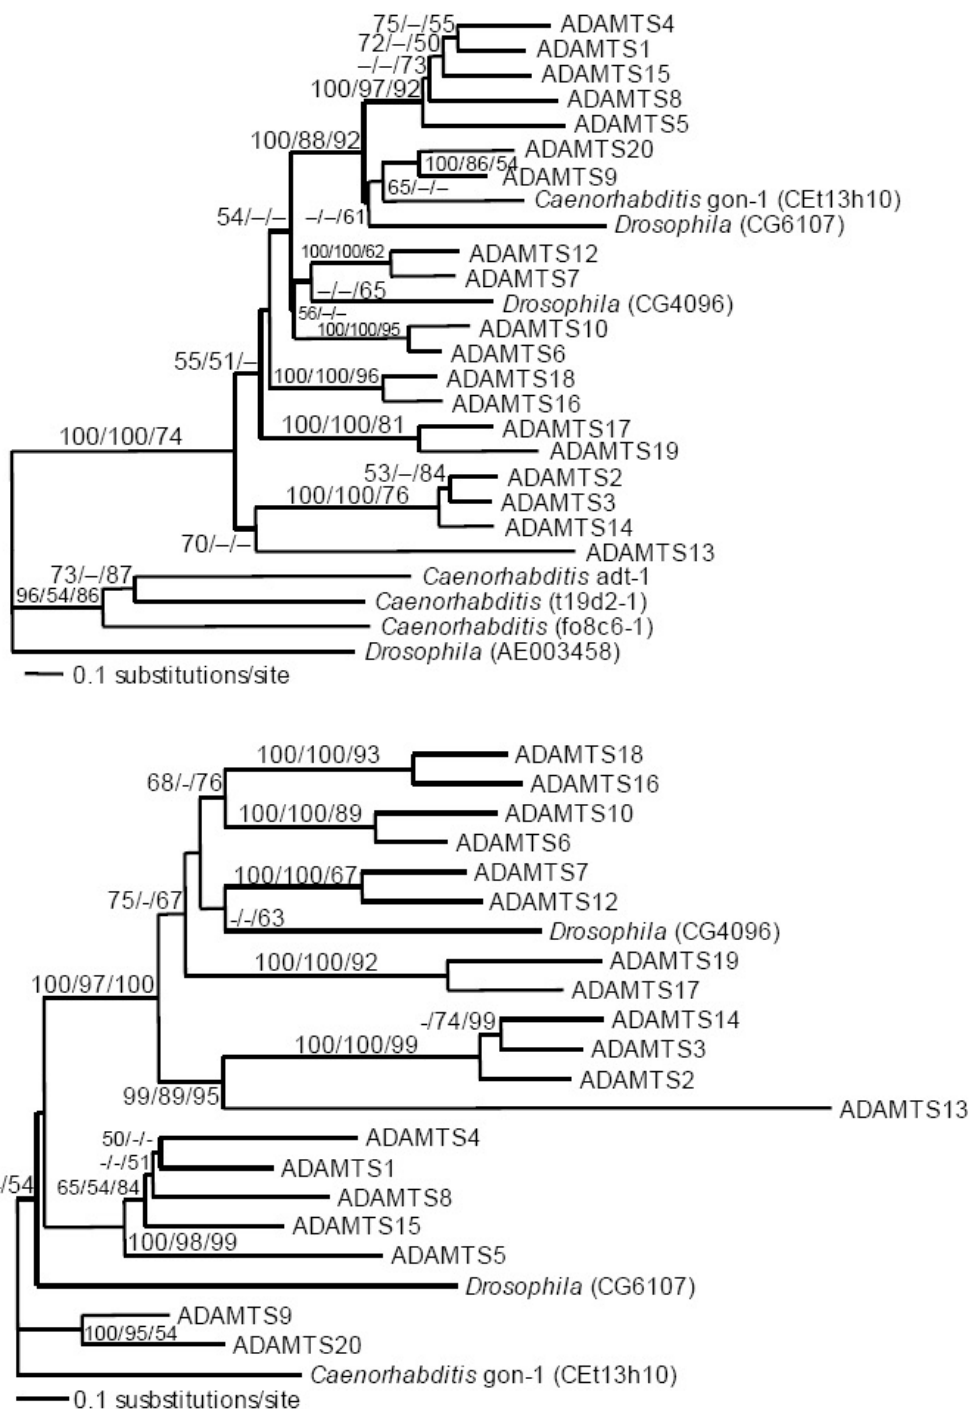 75/–/55
ADAMTS4
72/–/50
ADAMTS1
–/–/73
ADAMTS15
100/97/92
ADAMTS8
ADAMTS5
100/88/92
ADAMTS20
100/86/54
ADAMTS9
65/–/–
Caenorhabditis gon-1 (CEt13h10)
54/–/–
–/–/61
Drosophila (CG6107)
100/100/62
ADAMTS12
ADAMTS7
–/–/65
Drosophila (CG4096)
56/–/–
100/100/95
ADAMTS10
ADAMTS6
55/51/–
100/100/96
ADAMTS18
ADAMTS16
100/100/81
ADAMTS17
100/100/74
ADAMTS19
53/–/84
ADAMTS2
100/100/76
ADAMTS3
ADAMTS14
70/–/–
ADAMTS13
73/–/87
Caenorhabditis adt-1
96/54/86
Caenorhabditis (t19d2-1)
Caenorhabditis (fo8c6-1)
Drosophila (AE003458)
0.1 substitutions/site
100/100/93
ADAMTS18
68/-/76
ADAMTS16
100/100/89
ADAMTS10
ADAMTS6
100/100/67
ADAMTS7
75/-/67
ADAMTS12
-/-/63
Drosophila (CG4096)
100/100/92
ADAMTS19
100/97/100
ADAMTS17
-/74/99
ADAMTS14
100/100/99
ADAMTS3
ADAMTS2
99/89/95
ADAMTS13
50/-/-
ADAMTS4
-/-/51
ADAMTS1
/54
65/54/84
ADAMTS8
ADAMTS15
100/98/99
ADAMTS5
Drosophila (CG6107)
ADAMTS9
100/95/54
ADAMTS20
Caenorhabditis gon-1 (CEt13h10)
0.1 susbstitutions/site